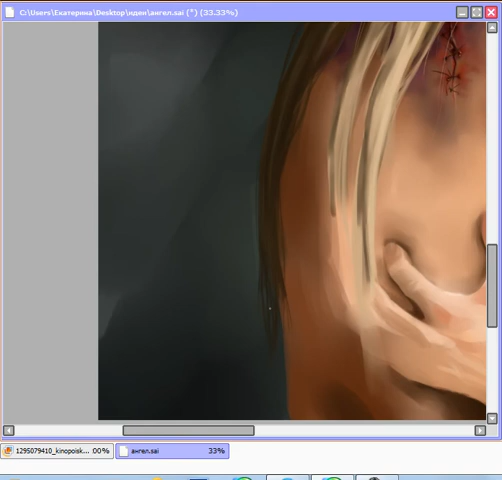 C:\Users\Екатерина\Desktop\идеи\ангел.sai (*) (33.33%)
1295079410_kinopoisk... :00%
ангел.sai 33%